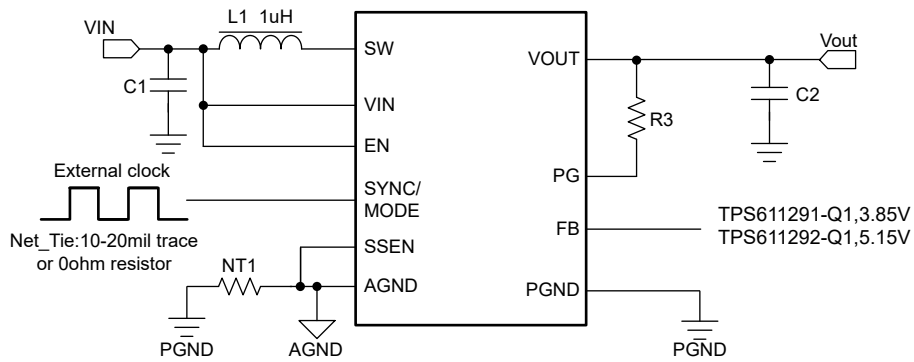 VIN
L1 1uH
C1
SW
VIN
EN
External clock
SYNC/
MODE
Net_Tie:10-20mil trace
or 0ohm resistor
SSEN
NT1
AGND
PGND
AGND
VOUT
Vout
C2
R3
PG
FB
TPS611291-Q1,3.85V
TPS611292-Q1,5.15V
PGND
PGND